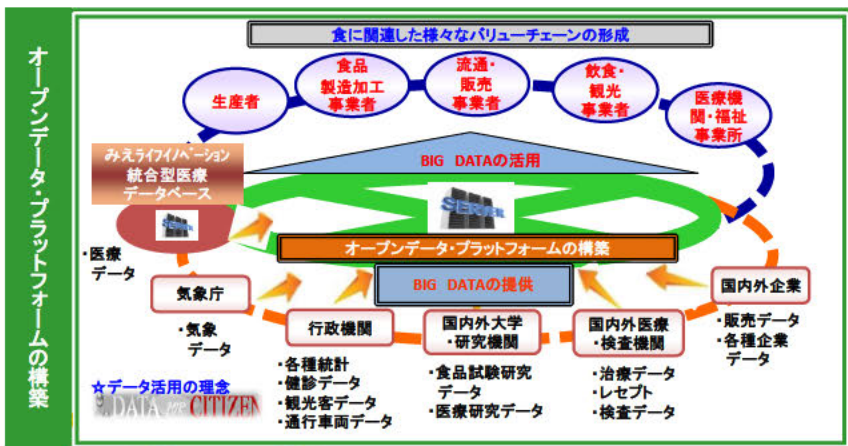 オープンデータ・プラットフォームの構築
食に関連した様々なバリューチェーンの形成
生産者
食品
製造加工
事業者
流通・
販売
事業者
飲食・
観光
事業者
医療機
関・福祉
事業所
みえライフイノベーション
統合型医療
データベース
BIG DATAの活用
SERVER
SERVER
オープンデータ・プラットフォームの構築
BIG DATAの提供
・医療
データ
気象庁
・気象
データ
行政機関
・各種統計
・健診データ
・観光客データ
・通行車両データ
国内外大学
・研究機関
・食品試験研究
データ
・医療研究データ
国内外医療
・検査機関
・治療データ
・レセプト
・検査データ
国内外企業
・販売データ
・各種企業
データ
☆データ活用の理念
DATA CITIZEN